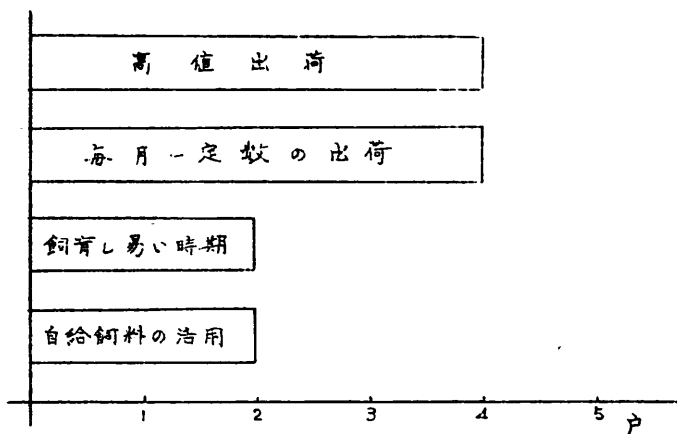 高値出荷
毎月一定数の出荷
飼育し易い時期
自給飼料の活用
1 2 3 4 5
戸